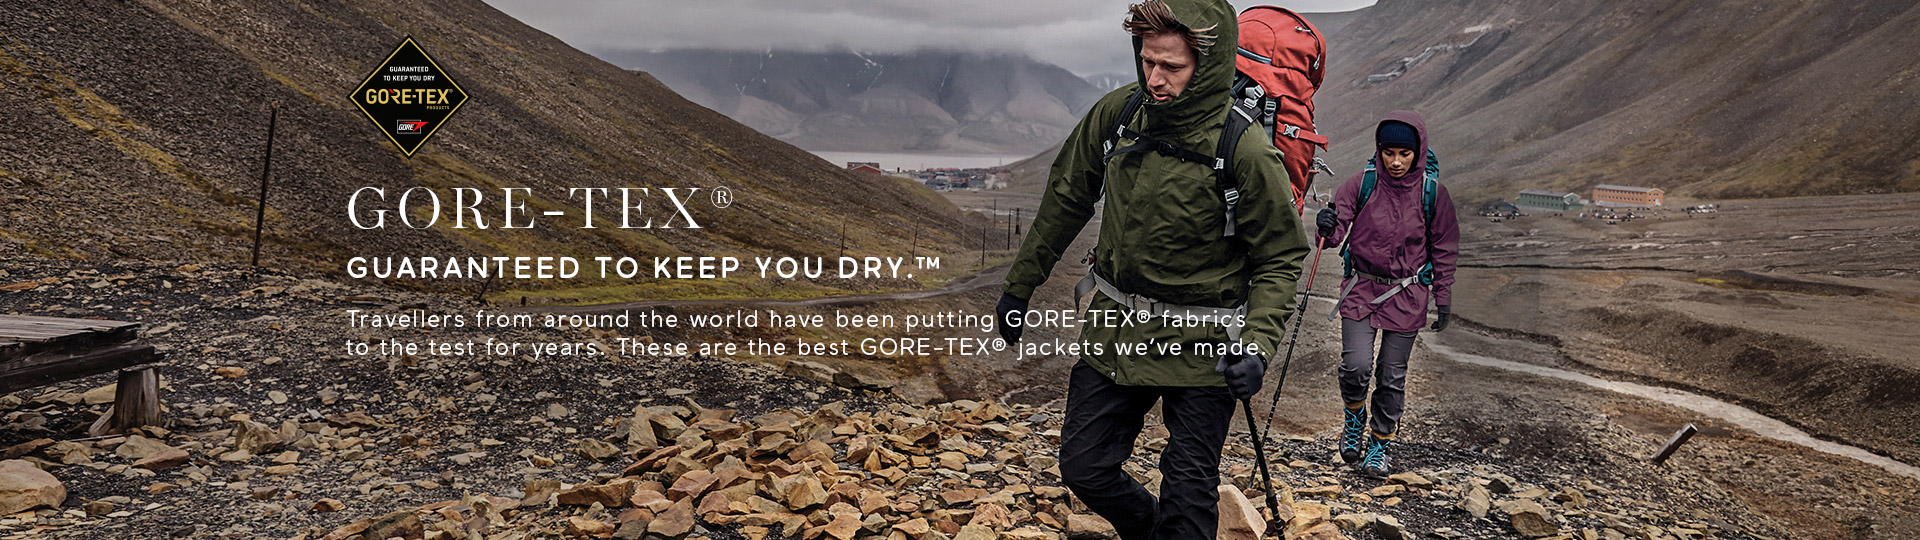 GUARANTEED
TO KEEP YOU DRY
GORE-TEX®
PRODUCTS
GORE
GORE-TEX®
GUARANTEED TO KEEP YOU DRY.™
Travellers from around the world have been putting GORE-TEX® fabrics
to the test for years. These are the best GORE-TEX® jackets we’ve made.